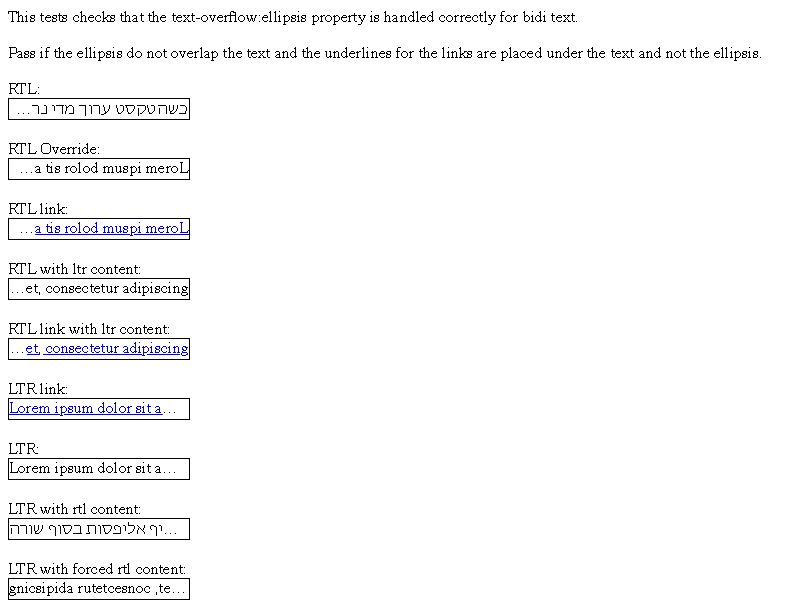 This tests checks that the text-overflow:ellipsis property is handled correctly for bidi text.
Pass if the ellipsis do not overlap the text and the underlines for the links are placed under the text and not the ellipsis.
RTL:
כשהטקסט ערוך מדי נר...
RTL Override:
...a tis rolod muspi meroL
RTL link:
...a tis rolod muspi meroL
RTL with ltr content:
...et, consectetur adipiscing
RTL link with ltr content:
...et, consectetur adipiscing
LTR link:
Lorem ipsum dolor sit a...
LTR:
Lorem ipsum dolor sit a...
LTR with rtl content:
יף אליפסות בסוף שורה...
LTR with forced rtl content:
gnicsipida rutetcesnoc ,te...